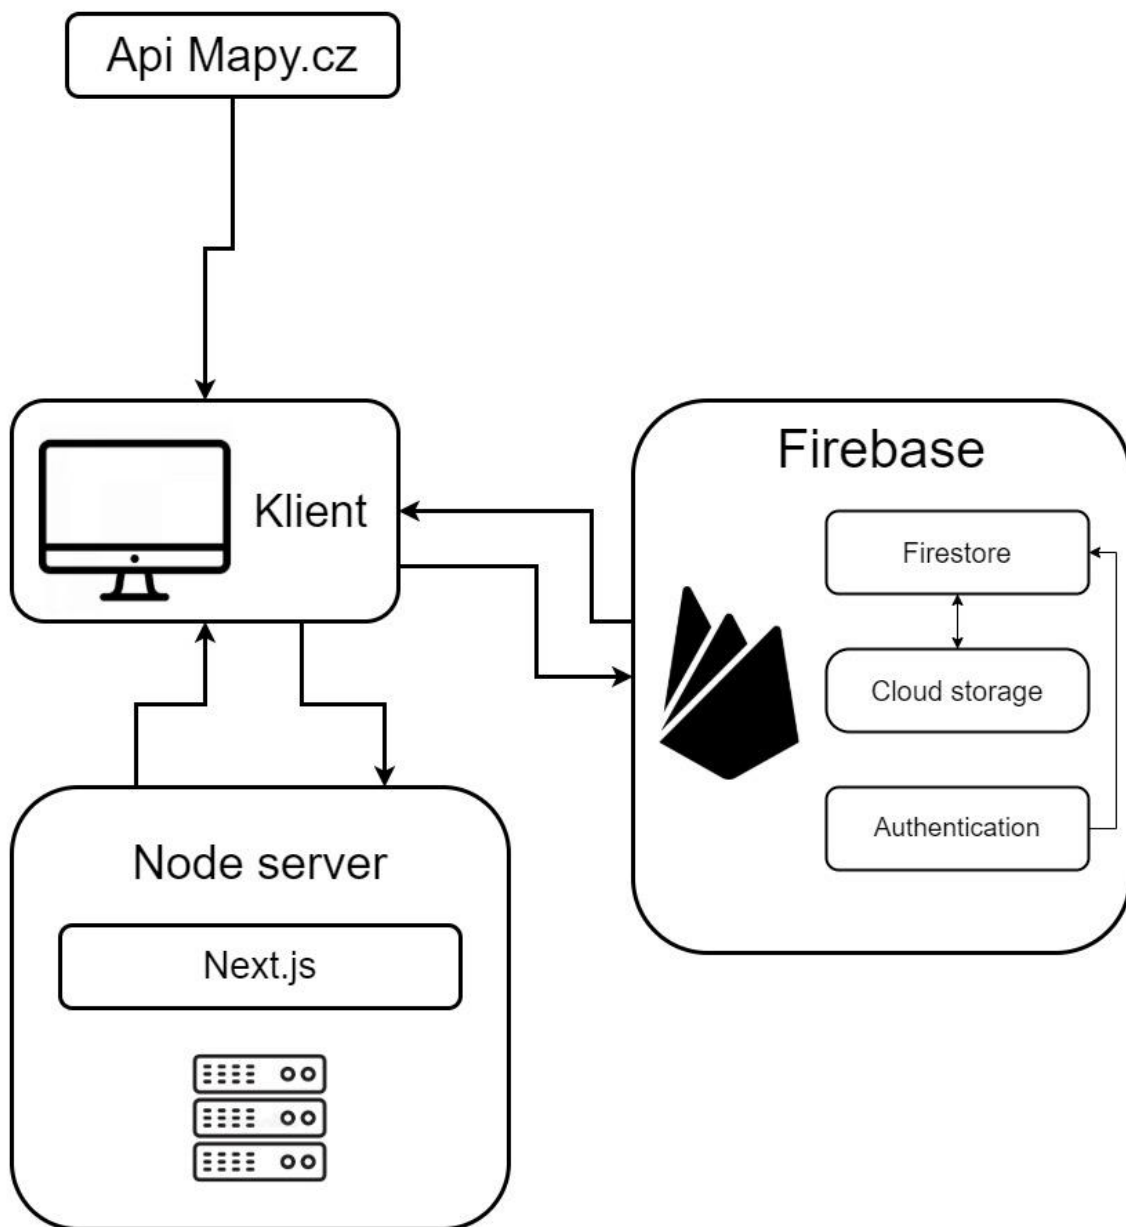 Api Mapy.cz
Klient
Firebase
Firestore
Cloud storage
Authentication
Node server
Next.js